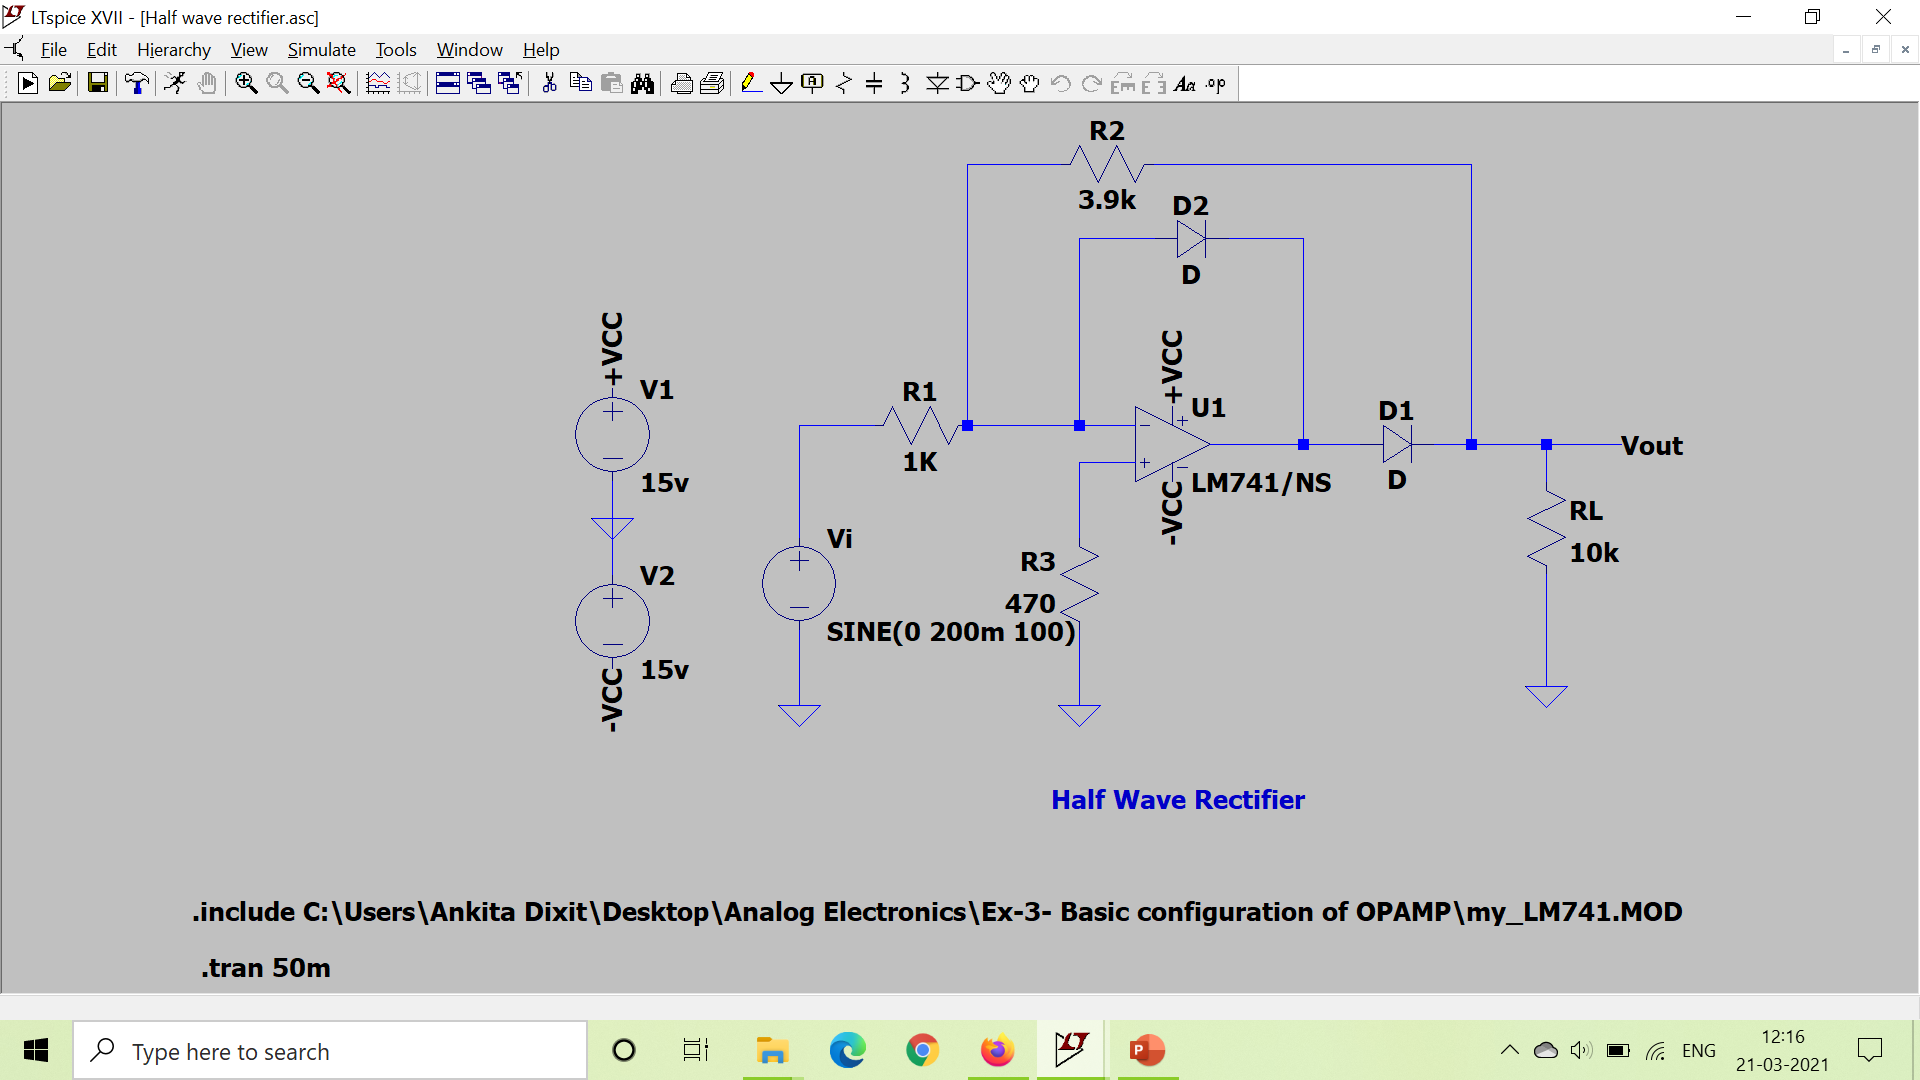 LTspice XVII - [Half wave rectifier.asc]
File Edit Hierarchy View Simulate Tools Window Help
Aa .op
R2
3.9k
D2
D
+VCC
V1
15v
V2
15v
-VCC
R1
1K
+VCC
U1
LM741/NS
-VCC
D1
D
Vout
RL
10k
Vi
SINE(0 200m 100)
R3
470
Half Wave Rectifier
.include C:\Users\Ankita Dixit\Desktop\Analog Electronics\Ex-3- Basic configuration of OPAMP\my_LM741.MOD
.tran 50m
Type here to search
ENG
12:16
21-03-2021